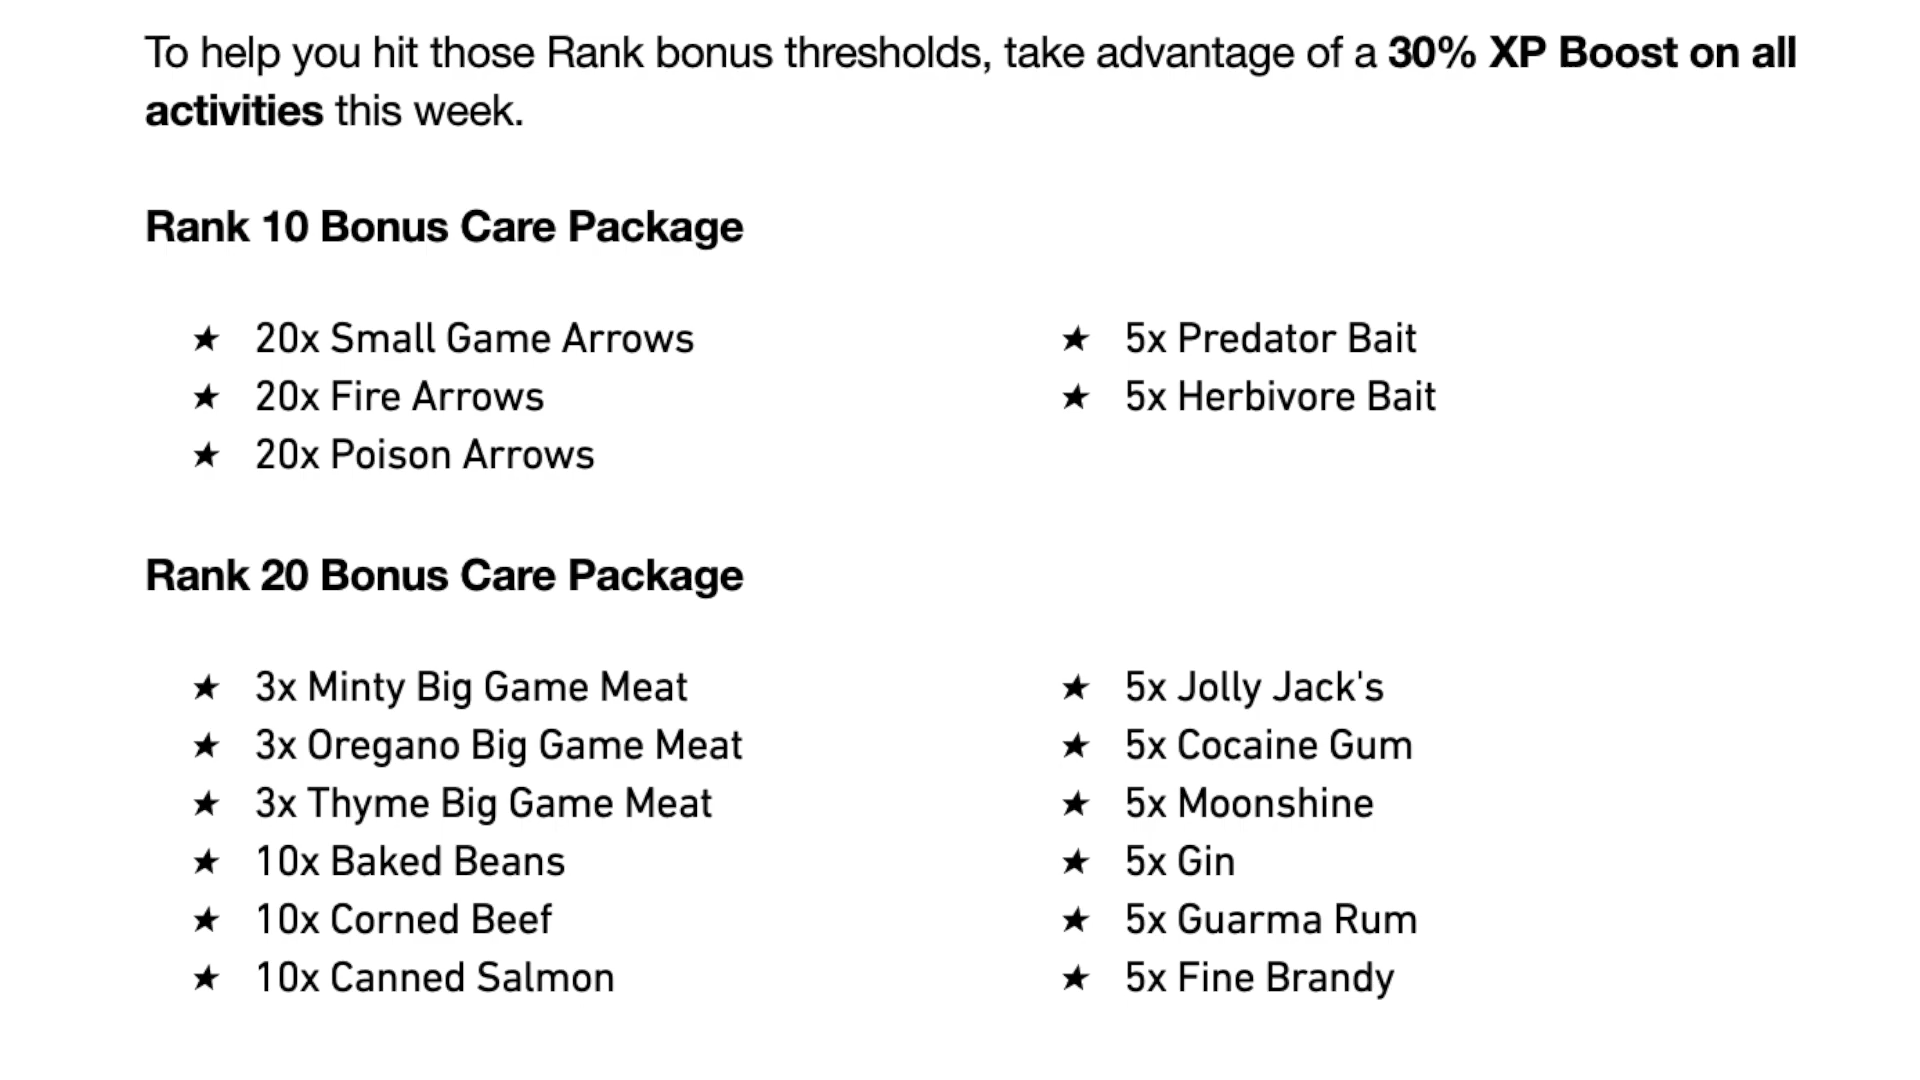 To help you hit those Rank bonus thresholds, take advantage of a 30% XP Boost on all
activities this week.
Rank 10 Bonus Care Package
★ 20x Small Game Arrows
★ 20x Fire Arrows
★ 20x Poison Arrows
★ 5x Predator Bait
★ 5x Herbivore Bait
Rank 20 Bonus Care Package
★ 3x Minty Big Game Meat
★ 3x Oregano Big Game Meat
★ 3x Thyme Big Game Meat
★ 10x Baked Beans
★ 10x Corned Beef
★ 10x Canned Salmon
★ 5x Jolly Jack's
★ 5x Cocaine Gum
★ 5x Moonshine
★ 5x Gin
★ 5x Guarma Rum
★ 5x Fine Brandy